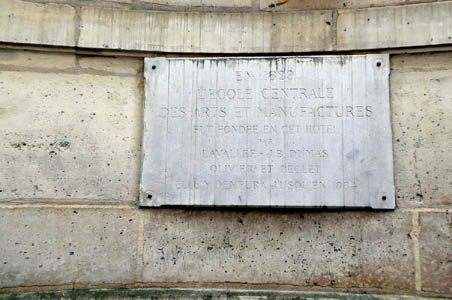 EN 1829
L'ECOLE CENTRALE
DES ARTS ET MANUFACTURES
FUT FONDEE EN CET HOTEL
PAR
LAVALLEE - J.B. DUMAS
OLIVIER ET PECLET
ELLE Y DEMEURA JUSQU'EN 1884